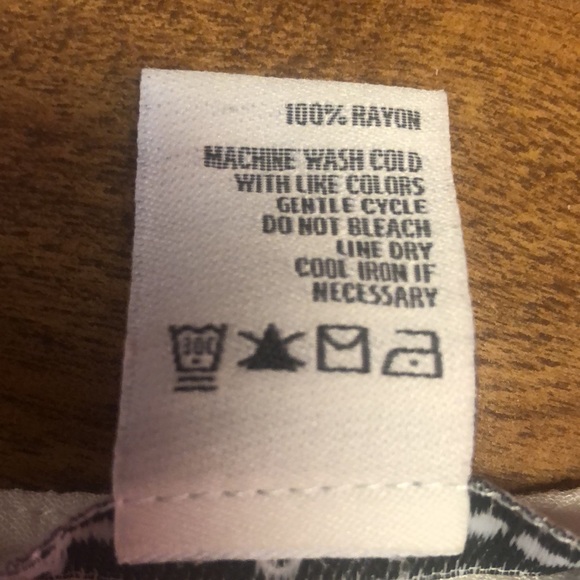 100% RAYON
MACHINE WASH COLD
WITH LIKE COLORS
GENTLE CYCLE
DO NOT BLEACH
LINE DRY
COOL IRON IF
NECESSARY
30C